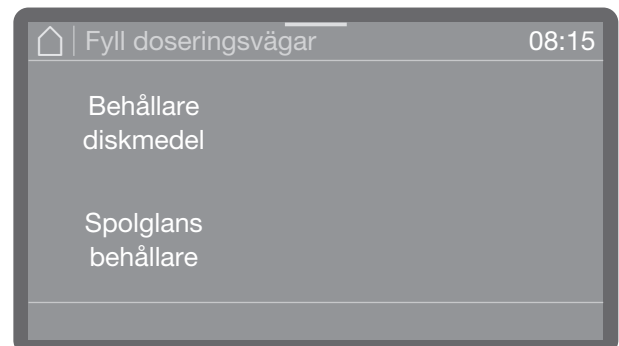 Fyll doseringsvägar 08:15
Behållare
diskmedel
Spolglans
behållare